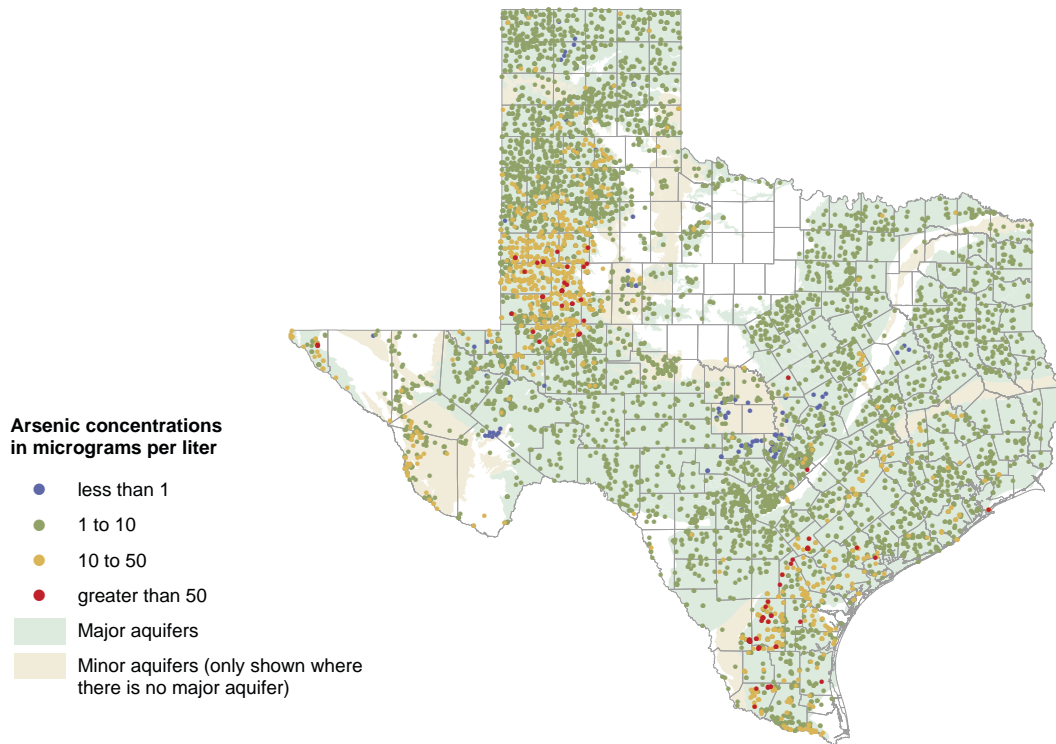 Arsenic concentrations
in micrograms per liter
less than 1
1 to 10
10 to 50
greater than 50
Major aquifers
Minor aquifers (only shown where
there is no major aquifer)